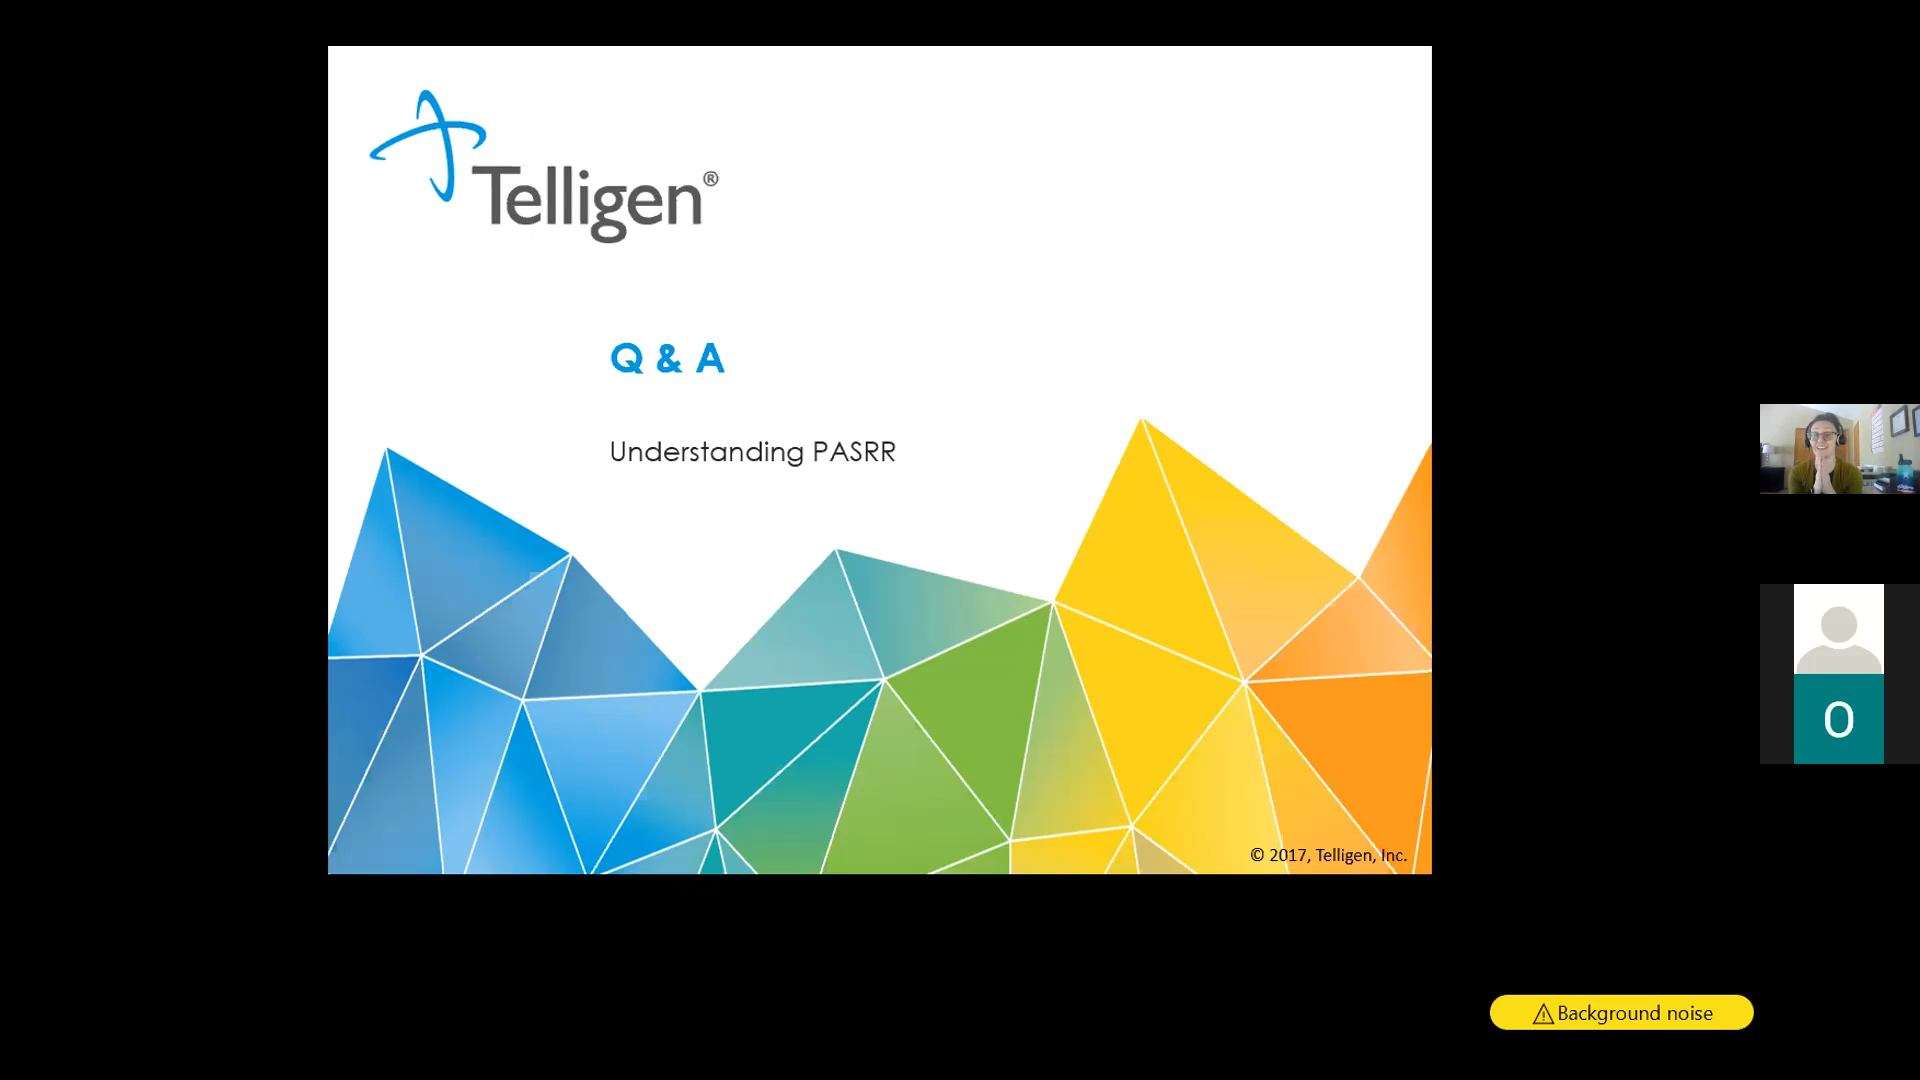 Telligen®
Q & A
Understanding PASRR
© 2017, Telligen, Inc.
O
Background noise